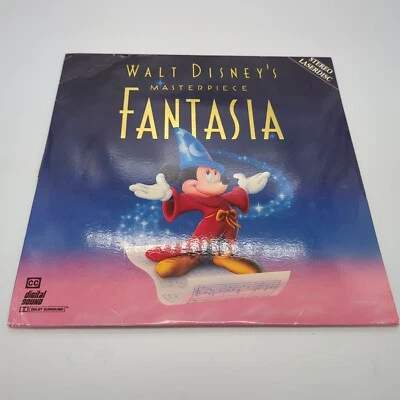 WALT DISNEY'S
MASTERPIECE
FANTASIA
STEREO
LASERDISC
CC
digital
SOUND
DOLBY SURROUND